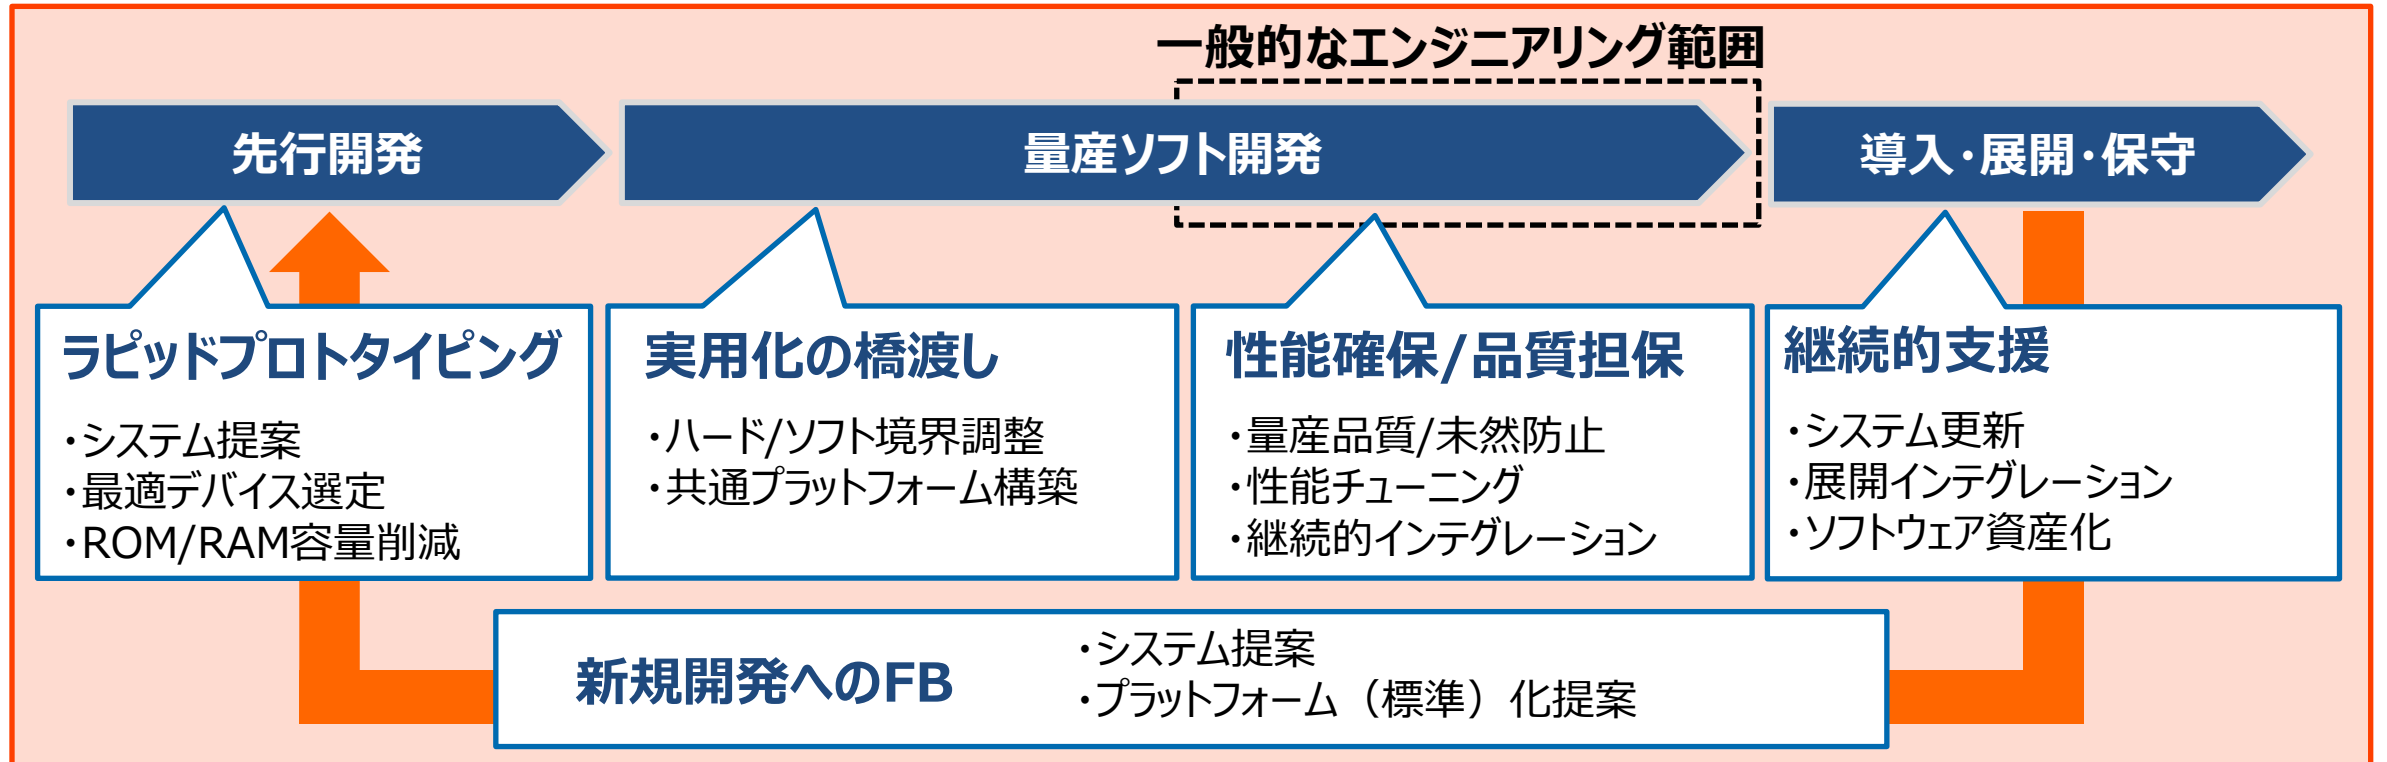 一般的なエンジニアリング範囲
先行開発
量産ソフト開発
導入・展開・保守
ラピッドプロトタイピング
・システム提案
・最適デバイス選定
・ROM/RAM容量削減
実用化の橋渡し
・ハード/ソフト境界調整
・共通プラットフォーム構築
性能確保/品質担保
・量産品質/未然防止
・性能チューニング
・継続的インテグレーション
継続的支援
・システム更新
・展開インテグレーション
・ソフトウェア資産化
新規開発へのFB
・システム提案
・プラットフォーム（標準）化提案